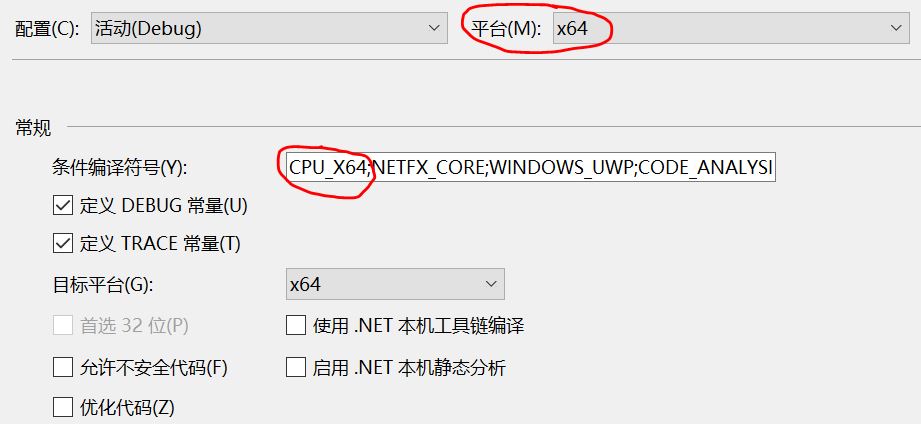 配置(C): 活动(Debug) 平台(M): x64
常规
条件编译符号(Y): CPU_X64;NETFX_CORE;WINDOWS_UWP;CODE_ANALYSI
定义 DEBUG 常量(U)
定义 TRACE 常量(T)
目标平台(G): x64
首选 32 位(P) 使用 .NET 本机工具链编译
允许不安全代码(F) 启用 .NET 本机静态分析
优化代码(Z)